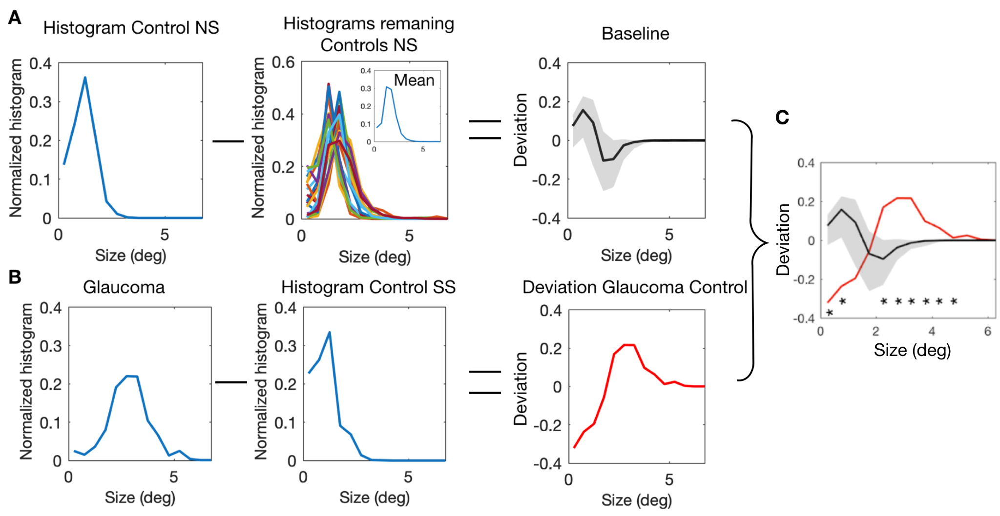 A
Histogram Control NS
Normalized histogram
0.4
0.3
0.2
0.1
0
0
5
Size (deg)
Histograms remaning
Controls NS
Normalized histogram
0.6
0.4
0.2
0
0
5
Size (deg)
Mean
0.4
0.3
0.2
0.1
0
0
5
Baseline
Deviation
0.4
0.2
0
-0.2
-0.4
0
5
Size (deg)
B
Glaucoma
Normalized histogram
0.4
0.3
0.2
0.1
0
0
5
Size (deg)
Histogram Control SS
Normalized histogram
0.4
0.3
0.2
0.1
0
0
5
Size (deg)
Deviation Glaucoma Control
Deviation
0.4
0.2
0
-0.2
-0.4
0
5
Size (deg)
C
Deviation
0.4
0.2
0
-0.2
-0.4
* * * * * * * *
0
2
4
6
Size (deg)